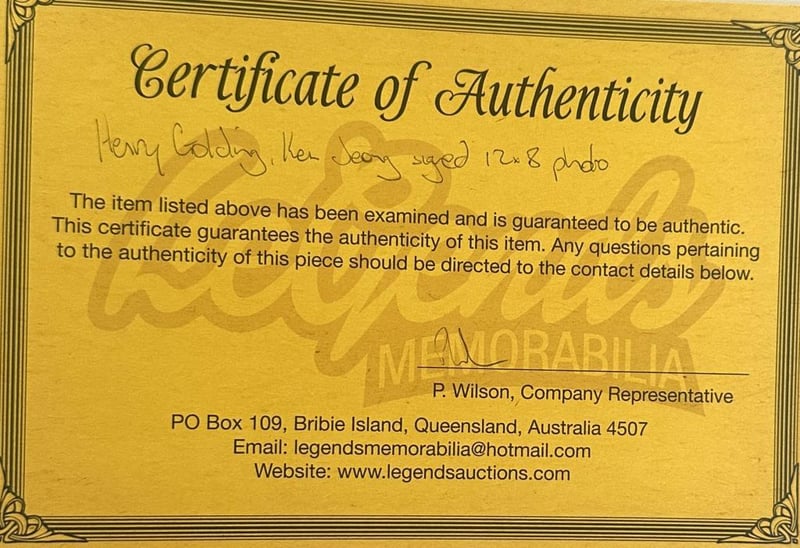 Certificate of Authenticity
Henry Golding, Ken Jeong signed 12x8 photo
The item listed above has been examined and is guaranteed to be authentic.
This certificate guarantees the authenticity of this item. Any questions pertaining
to the authenticity of this piece should be directed to the contact details below.
Legends
MEMORABILIA
P. Wilson, Company Representative
PO Box 109, Bribie Island, Queensland, Australia 4507
Email: legendsmemorabilia@hotmail.com
Website: www.legendsauctions.com